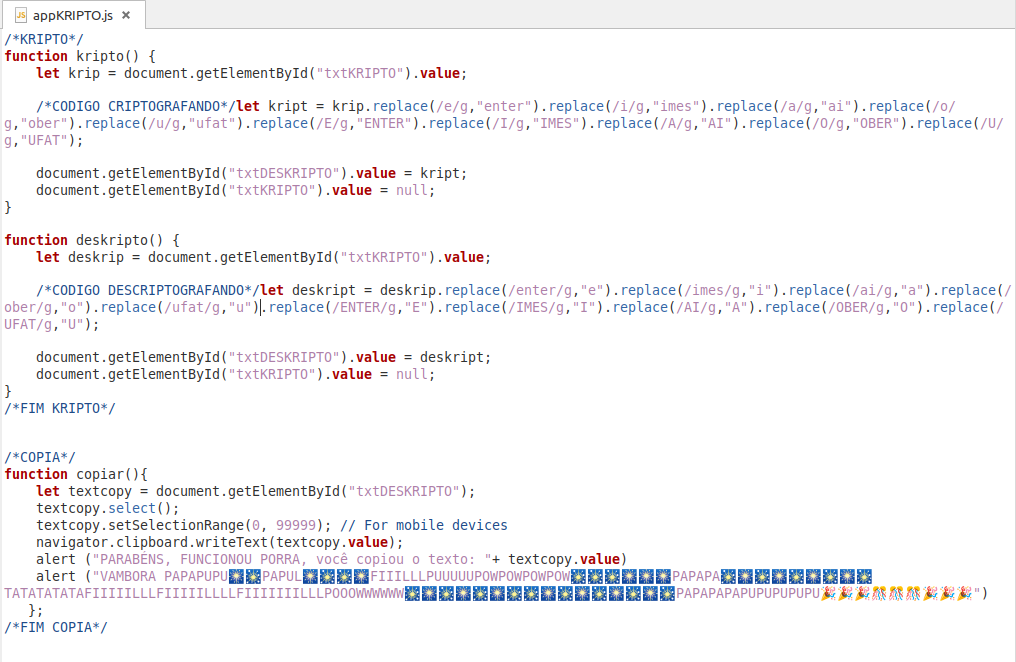 appKRIPTO.js ×
/*KRIPTO*/
function kripto() {
    let krip = document.getElementById("txtKRIPTO").value;

    /*CODIGO CRIPTOGRAFANDO*/let kript = krip.replace(/e/g,"enter").replace(/i/g,"imes").replace(/a/g,"ai").replace(/o/
g,"ober").replace(/u/g,"ufat").replace(/E/g,"ENTER").replace(/I/g,"IMES").replace(/A/g,"AI").replace(/O/g,"OBER").replace(/U/
g,"UFAT");

    document.getElementById("txtDESKRIPTO").value = kript;
    document.getElementById("txtKRIPTO").value = null;
}

function deskripto() {
    let deskrip = document.getElementById("txtKRIPTO").value;

    /*CODIGO DESCRIPTOGRAFANDO*/let deskript = deskrip.replace(/enter/g,"e").replace(/imes/g,"i").replace(/ai/g,"a").replace(/
ober/g,"o").replace(/ufat/g,"u").replace(/ENTER/g,"E").replace(/IMES/g,"I").replace(/AI/g,"A").replace(/OBER/g,"O").replace(/
UFAT/g,"U");

    document.getElementById("txtDESKRIPTO").value = deskript;
    document.getElementById("txtKRIPTO").value = null;
}
/*FIM KRIPTO*/

/*COPIA*/
function copiar(){
    let textcopy = document.getElementById("txtDESKRIPTO");
    textcopy.select();
    textcopy.setSelectionRange(0, 99999); // For mobile devices
    navigator.clipboard.writeText(textcopy.value);
    alert ("PARABÉNS, FUNCIONOU PORRA, você copiou o texto: "+ textcopy.value)
    alert ("VAMBORA PAPAPUPU🎆🎆PAPUL🎆🎆🎆🎆FIIILLLPUUUUUPOWPOWPOWPOW🎆🎆🎆🎆🎆🎆PAPAPA🎆🎆🎆🎆🎆🎆🎆🎆🎆
TATATATATAFIIIIILLLFIIIIILLLLFIIIIIIILLLPOOOWWWWWW🎆🎆🎆🎆🎆🎆🎆🎆🎆🎆🎆🎆🎆🎆🎆🎆PAPAPAPAPUPUPUPUPU🎉🎉🎉🎊🎊🎊🎉🎉🎉")
   };
/*FIM COPIA*/